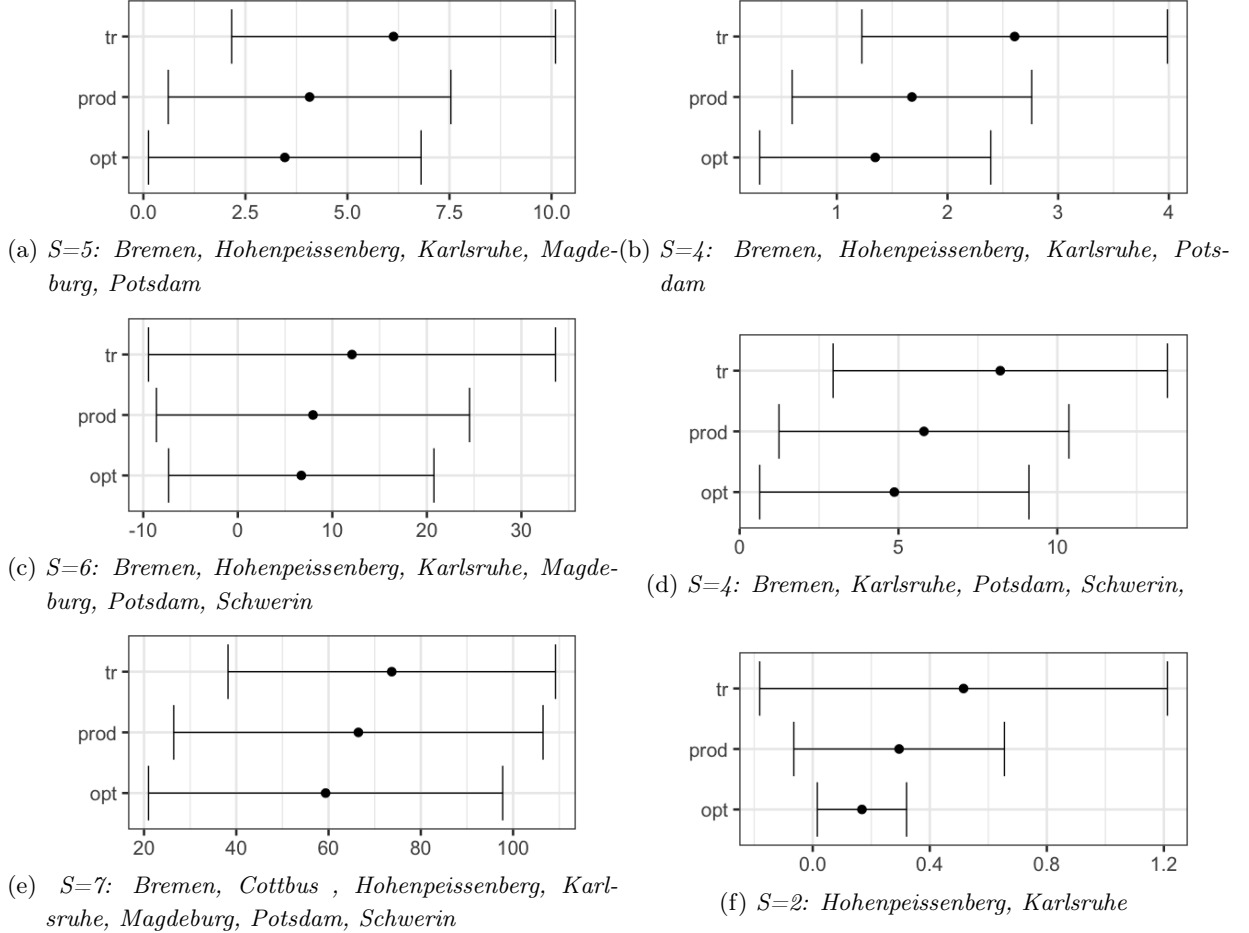 tr
prod
opt
0.0 2.5 5.0 7.5 10.0
(a) S=5: Bremen, Hohenpeissenberg, Karlsruhe, Magde-
burg, Potsdam
tr
prod
opt
1 2 3 4
(b) S=4: Bremen, Hohenpeissenberg, Karlsruhe, Pots-
dam
tr
prod
opt
-10 0 10 20 30
(c) S=6: Bremen, Hohenpeissenberg, Karlsruhe, Magde-
burg, Potsdam, Schwerin
tr
prod
opt
0 5 10
(d) S=4: Bremen, Karlsruhe, Potsdam, Schwerin,
tr
prod
opt
20 40 60 80 100
(e) S=7: Bremen, Cottbus , Hohenpeissenberg, Karl-
sruhe, Magdeburg, Potsdam, Schwerin
tr
prod
opt
0.0 0.4 0.8 1.2
(f) S=2: Hohenpeissenberg, Karlsruhe